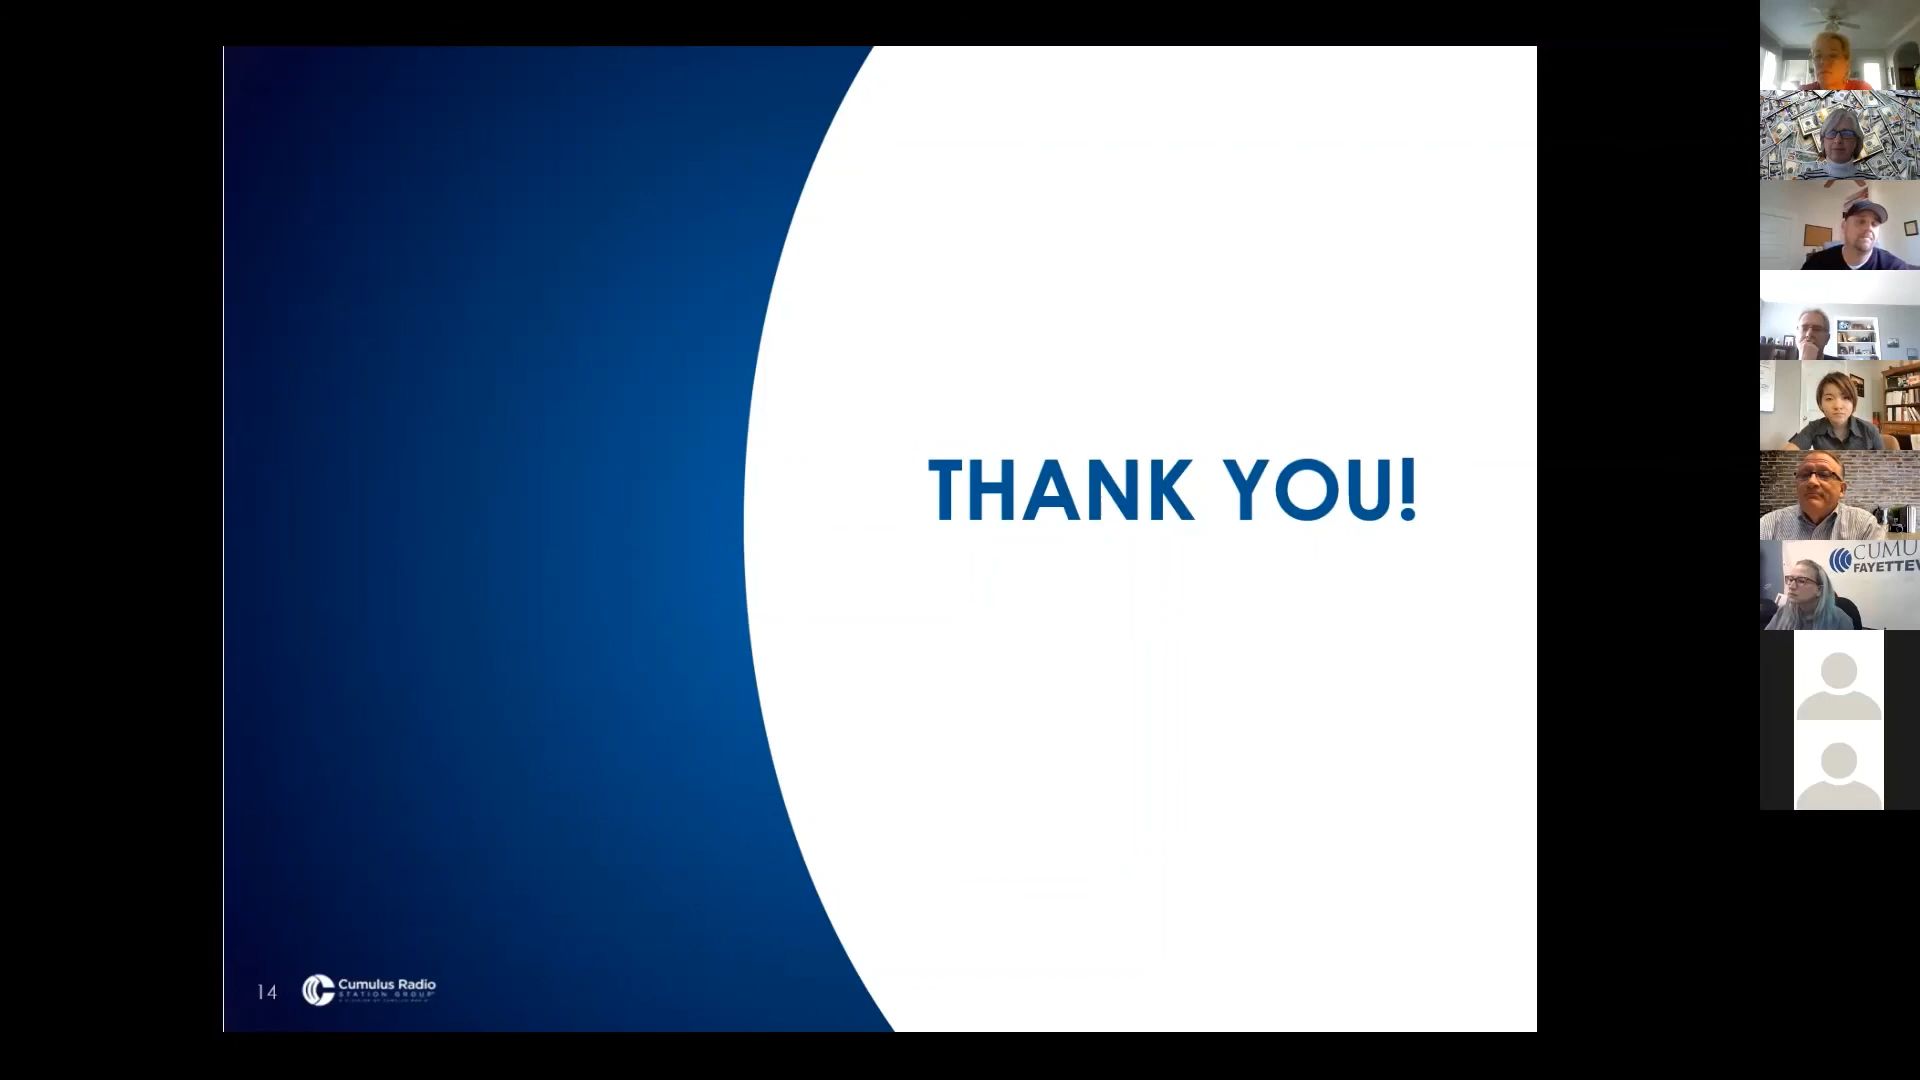 THANK YOU!
14
Cumulus Radio
STATION GROUP
CUMU
FAYETTEV